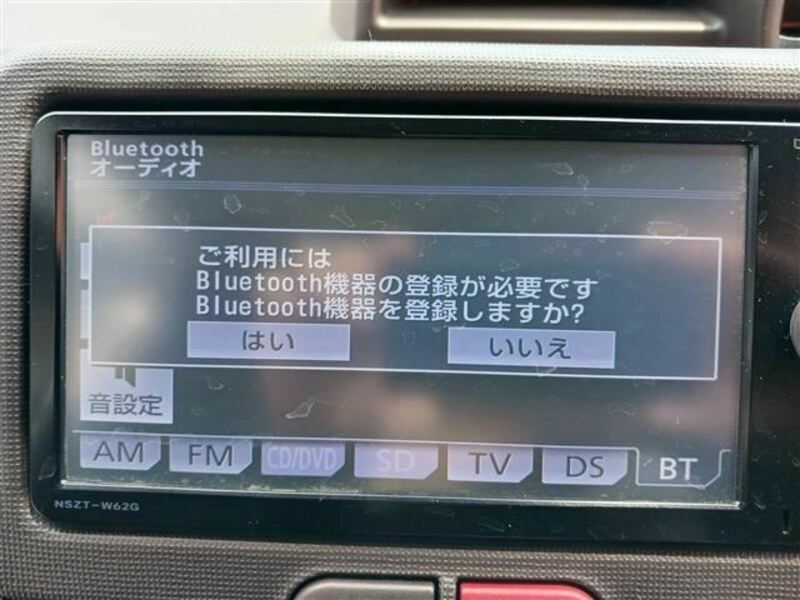 Bluetooth
オーディオ
ご利用には
Bluetooth機器の登録が必要です
Bluetooth機器を登録しますか?
はい いいえ
音設定
AM FM CD/DVD SD TV DS BT
NSZT-W62G